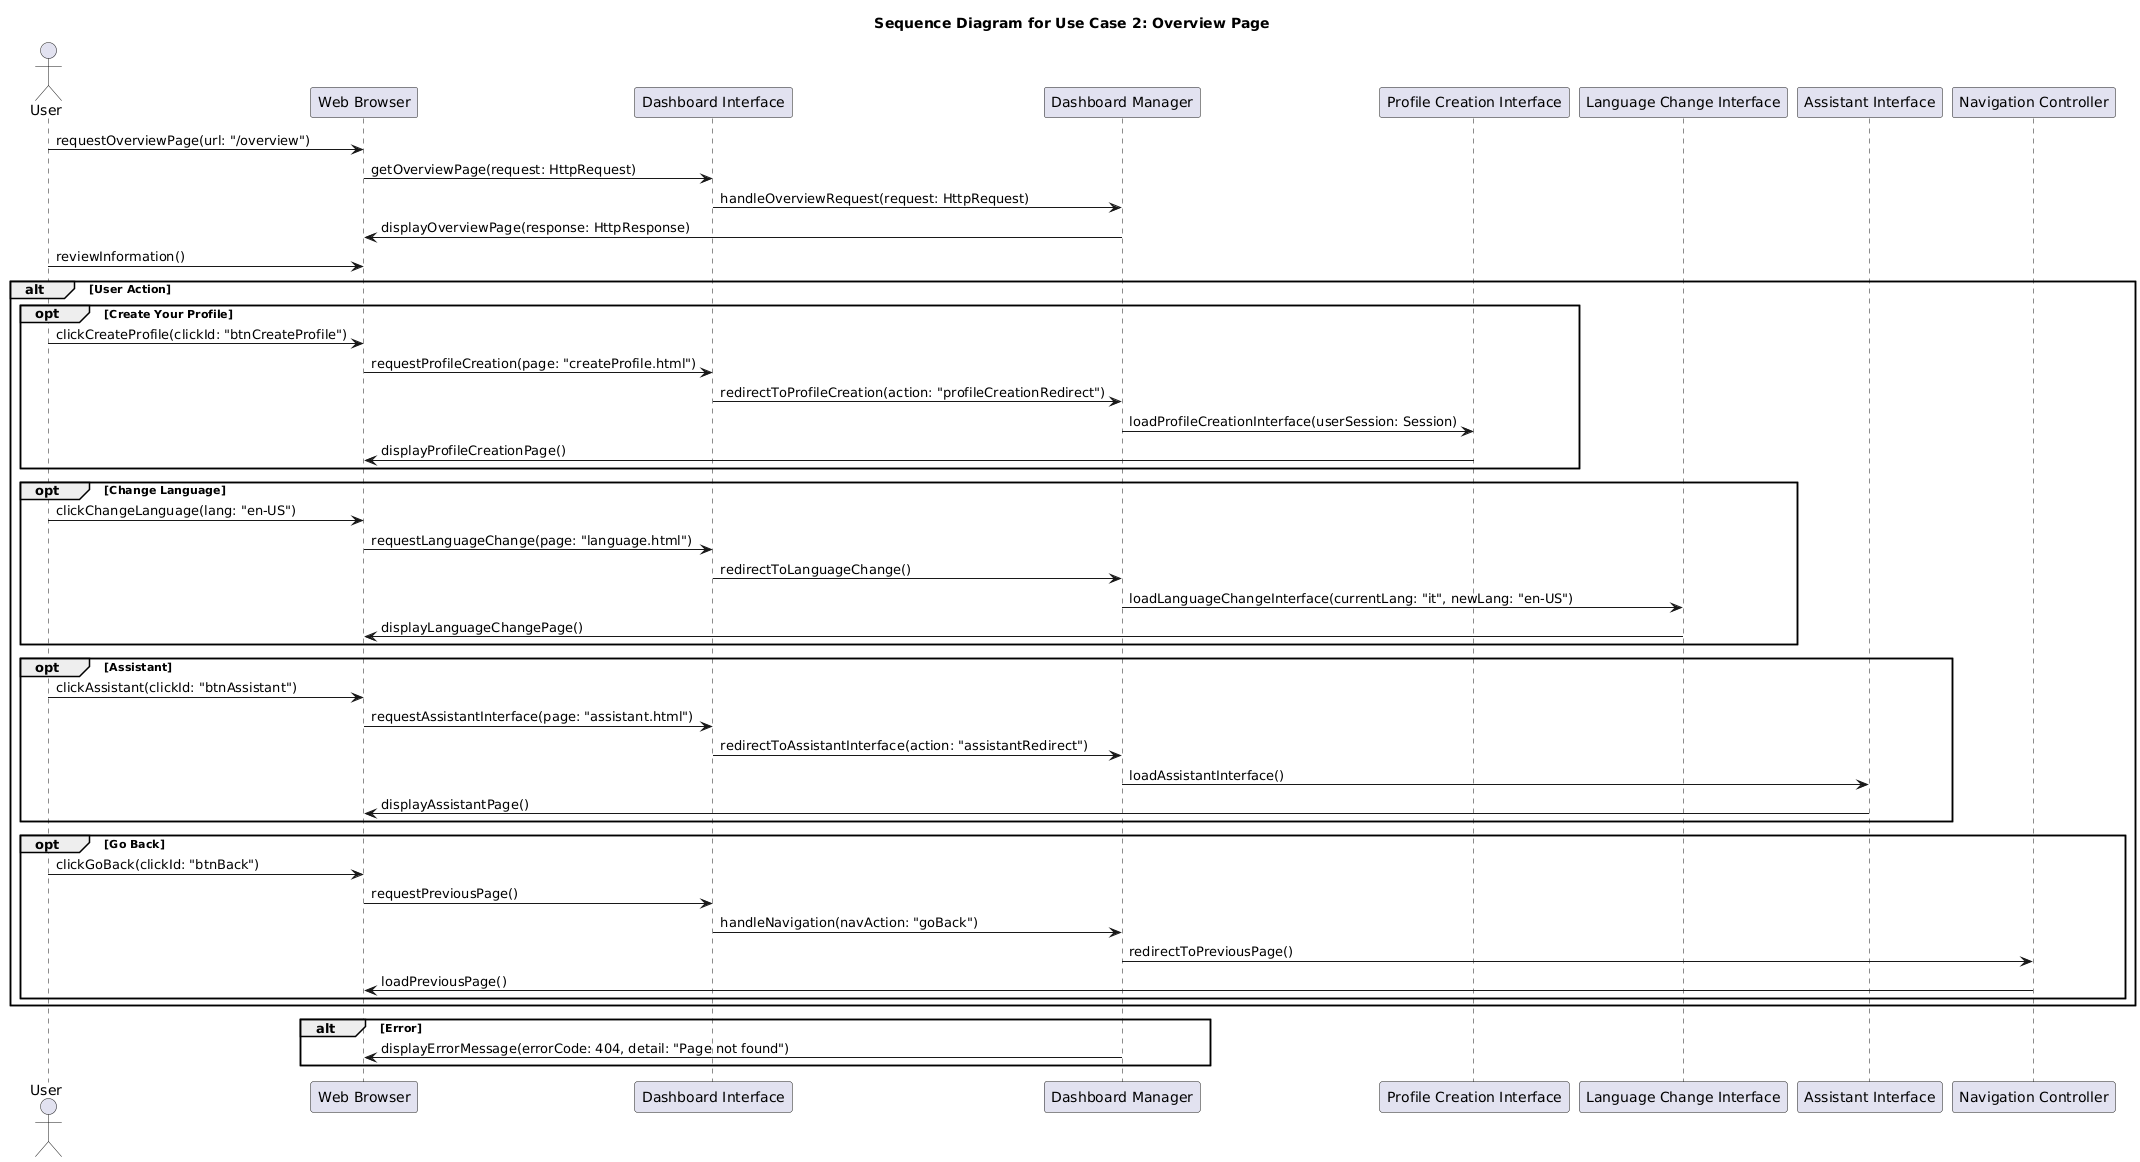 Sequence Diagram for Use Case 2: Overview Page
User
Web Browser
Dashboard Interface
Dashboard Manager
Profile Creation Interface
Language Change Interface
Assistant Interface
Navigation Controller
requestOverviewPage(url: "/overview")
getOverviewPage(request: HttpRequest)
handleOverviewRequest(request: HttpRequest)
displayOverviewPage(response: HttpResponse)
reviewInformation()
alt [User Action]
opt [Create Your Profile]
clickCreateProfile(clickId: "btnCreateProfile")
requestProfileCreation(page: "createProfile.html")
redirectToProfileCreation(action: "profileCreationRedirect")
loadProfileCreationInterface(userSession: Session)
displayProfileCreationPage()
opt [Change Language]
clickChangeLanguage(lang: "en-US")
requestLanguageChange(page: "language.html")
redirectToLanguageChange()
loadLanguageChangeInterface(currentLang: "it", newLang: "en-US")
displayLanguageChangePage()
opt [Assistant]
clickAssistant(clickId: "btnAssistant")
requestAssistantInterface(page: "assistant.html")
redirectToAssistantInterface(action: "assistantRedirect")
loadAssistantInterface()
displayAssistantPage()
opt [Go Back]
clickGoBack(clickId: "btnBack")
requestPreviousPage()
handleNavigation(navAction: "goBack")
redirectToPreviousPage()
loadPreviousPage()
alt [Error]
displayErrorMessage(errorCode: 404, detail: "Page not found")
User
Web Browser
Dashboard Interface
Dashboard Manager
Profile Creation Interface
Language Change Interface
Assistant Interface
Navigation Controller